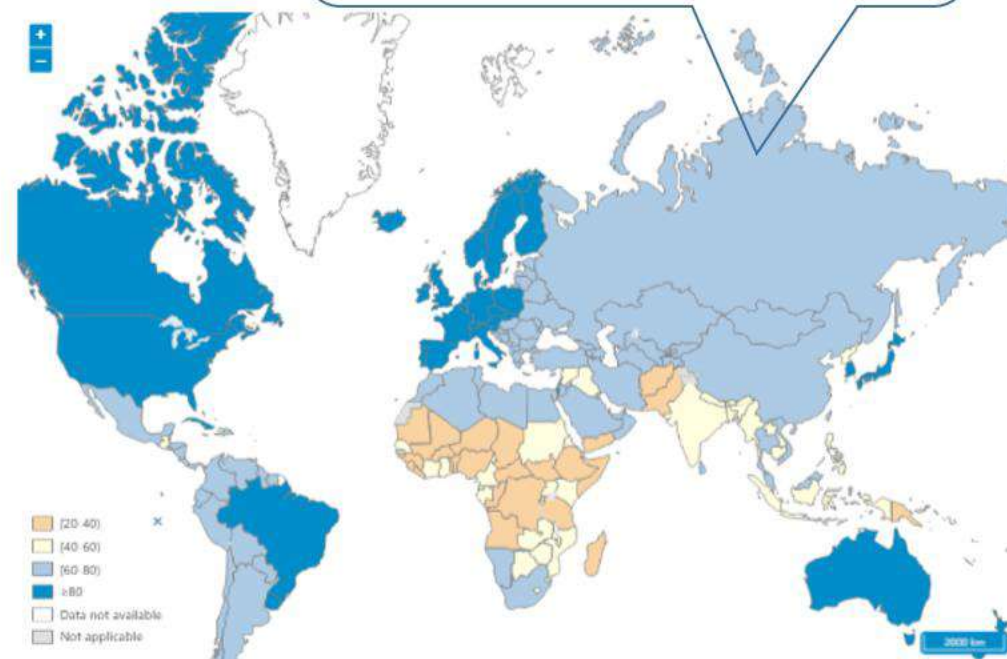 +
−
[20-40)
[40-60)
[60-80)
≥80
Data not available
Not applicable
2000 km